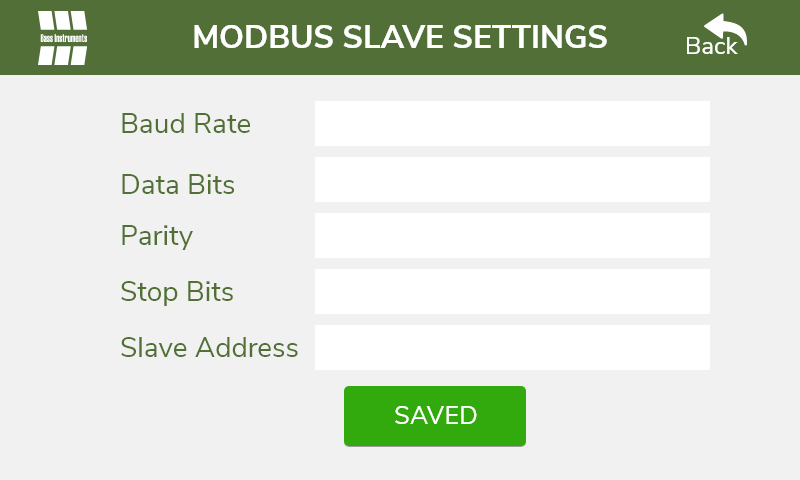 Bass Instruments
MODBUS SLAVE SETTINGS
Back
Baud Rate
Data Bits
Parity
Stop Bits
Slave Address
SAVED